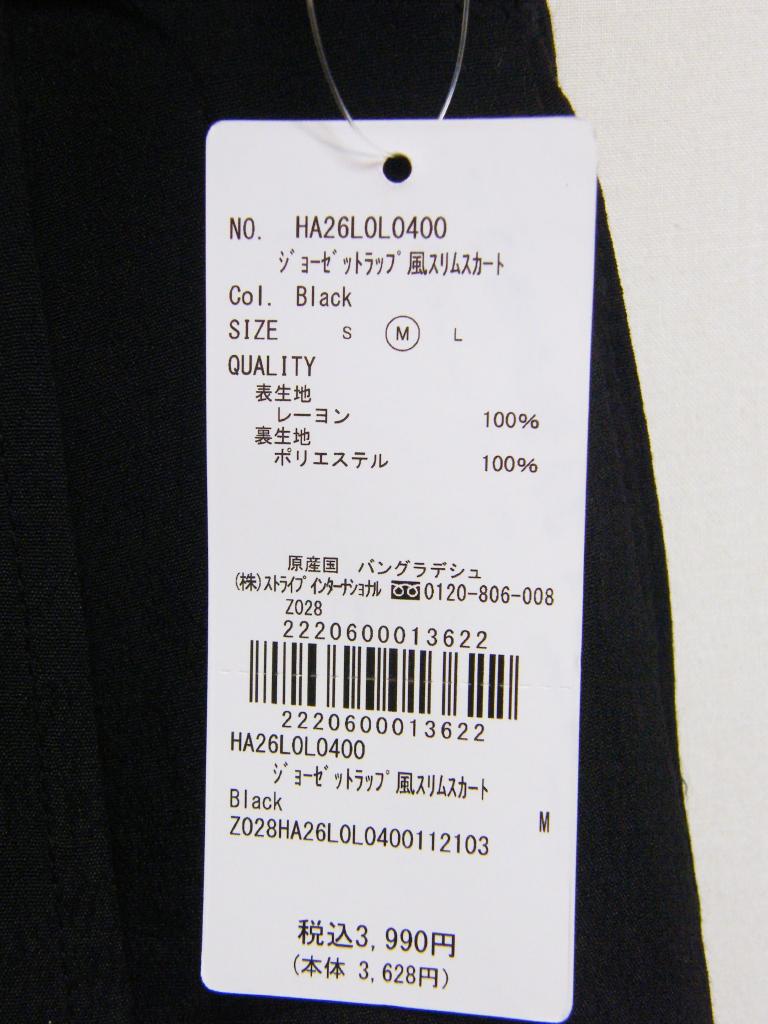 NO. HA26L0L0400
ジョーゼットラップ風スリムスカート
Col. Black
SIZE S M L
QUALITY
表生地
レーヨン 100%
裏生地
ポリエステル 100%
原産国 バングラデシュ
(株)ストライプインターナショナル 0120-806-008
Z028
2220600013622
2220600013622
HA26L0L0400
ジョーゼットラップ風スリムスカート
Black M
Z028HA26L0L0400112103
税込3,990円
(本体 3,628円)